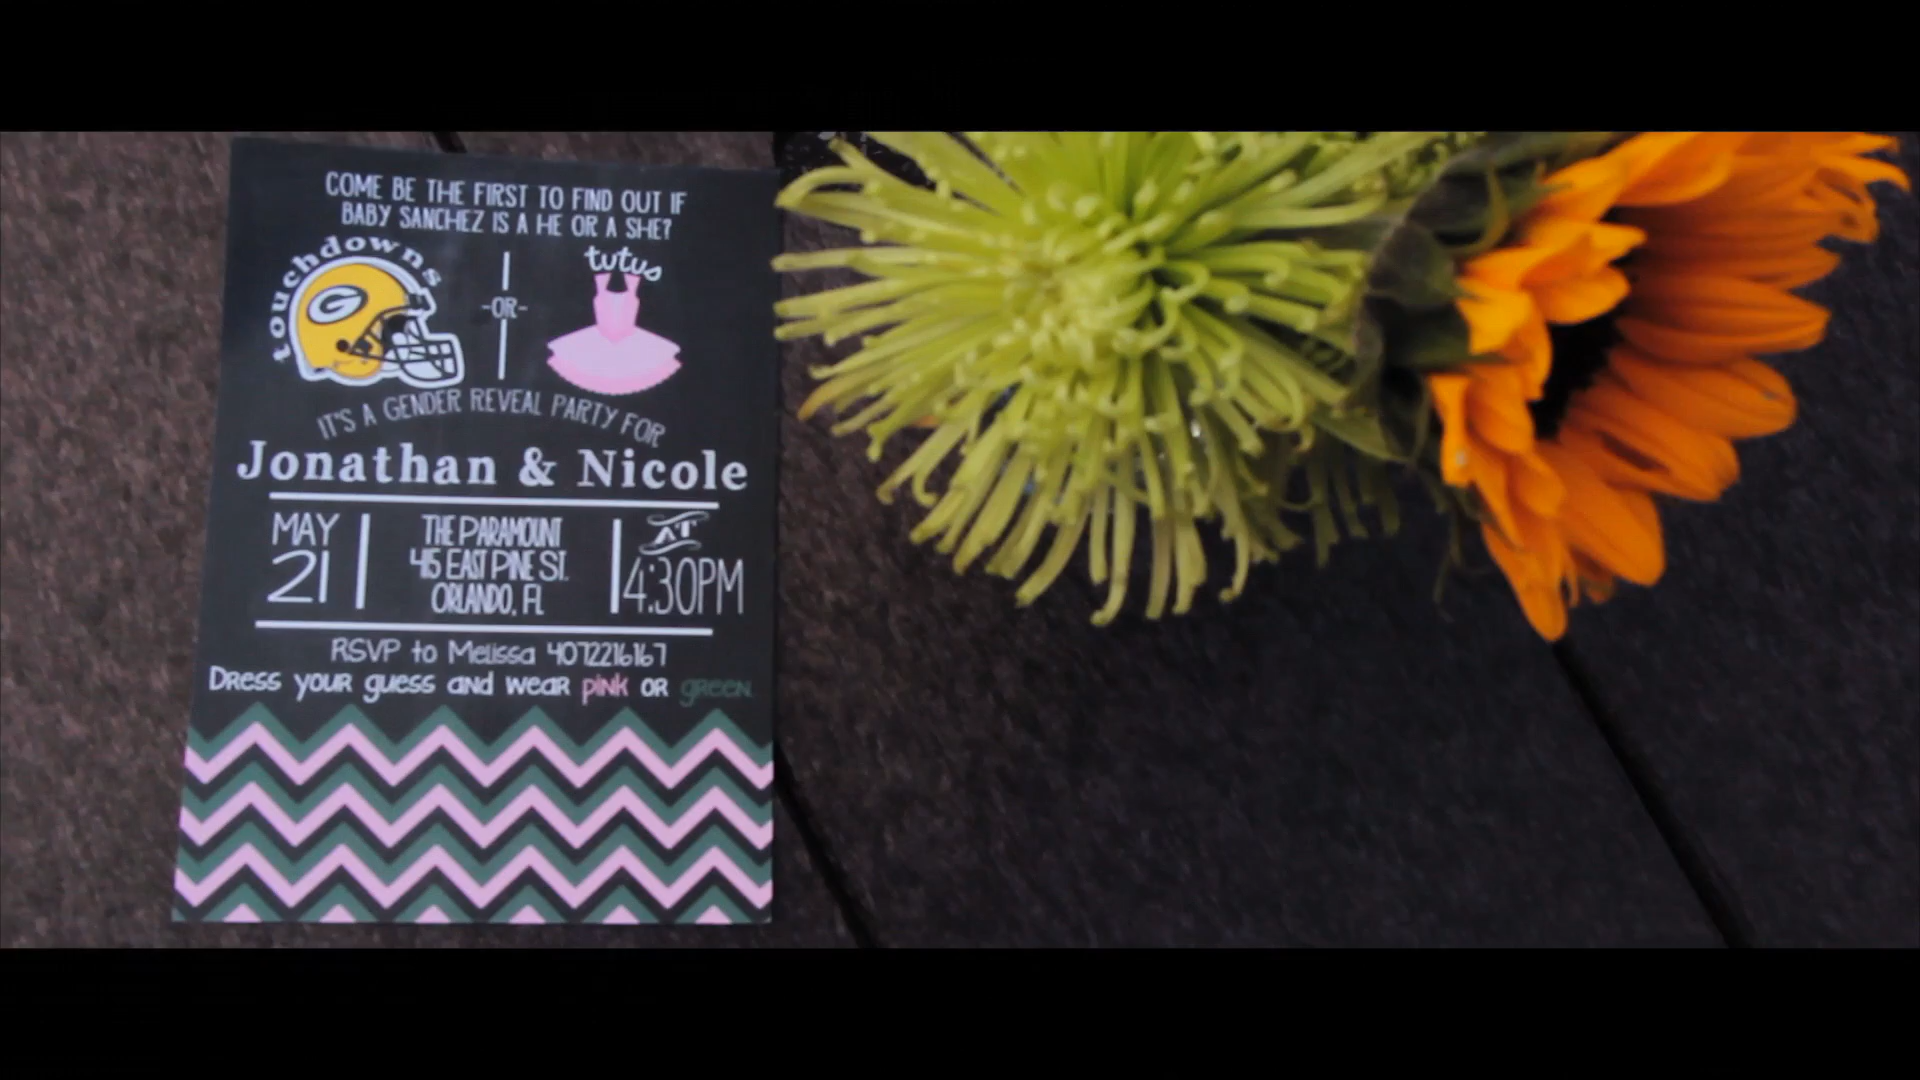 COME BE THE FIRST TO FIND OUT IF
BABY SANCHEZ IS A HE OR A SHE?
touchdowns
G
-OR-
tutus
IT'S A GENDER REVEAL PARTY FOR
Jonathan & Nicole
MAY
21
THE PARAMOUNT
415 EAST PINE ST.
ORLANDO, FL
AT
4:30PM
RSVP to Melissa 4072216167
Dress your guess and wear pink or green.